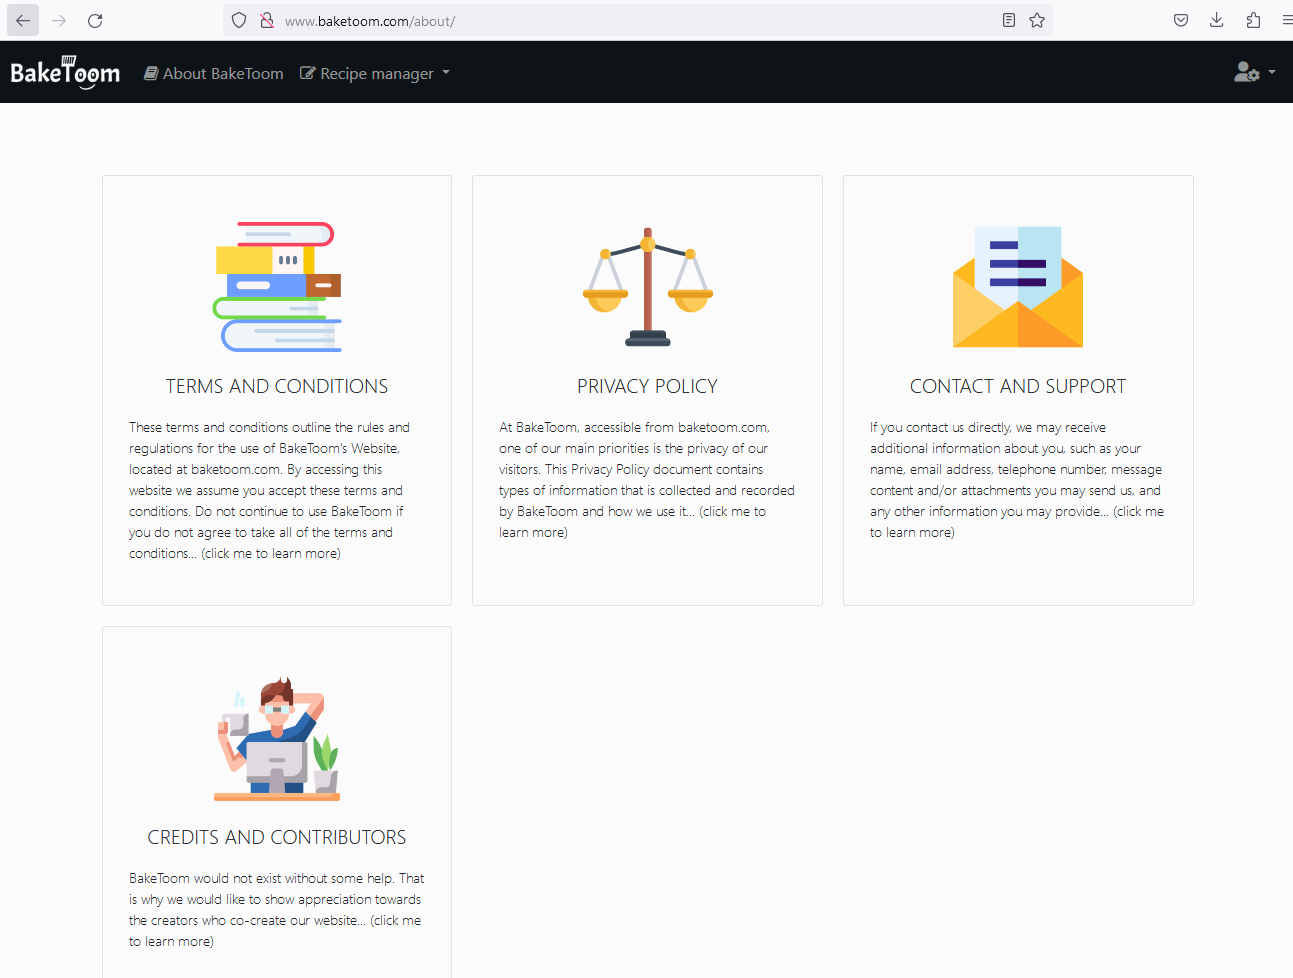 www.baketoom.com/about/
BakeToom About BakeToom Recipe manager
TERMS AND CONDITIONS
These terms and conditions outline the rules and
regulations for the use of BakeToom's Website,
located at baketoom.com. By accessing this
website we assume you accept these terms and
conditions. Do not continue to use BakeToom if
you do not agree to take all of the terms and
conditions... (click me to learn more)
PRIVACY POLICY
At BakeToom, accessible from baketoom.com,
one of our main priorities is the privacy of our
visitors. This Privacy Policy document contains
types of information that is collected and recorded
by BakeToom and how we use it... (click me to
learn more)
CONTACT AND SUPPORT
If you contact us directly, we may receive
additional information about you, such as your
name, email address, telephone number, message
content and/or attachments you may send us, and
any other information you may provide... (click me
to learn more)
CREDITS AND CONTRIBUTORS
BakeToom would not exist without some help. That
is why we would like to show appreciation towards
the creators who co-create our website... (click me
to learn more)